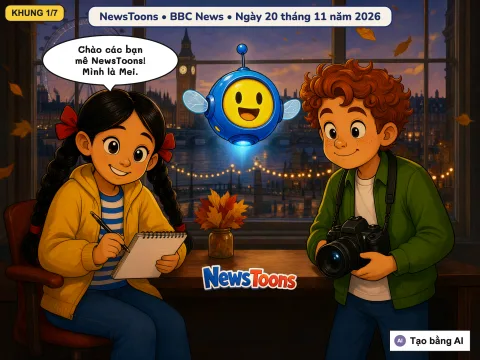 KHUNG 1/7
NewsToons • BBC News • Ngày 20 tháng 11 năm 2026
Chào các bạn
mê NewsToons!
Mình là Mei.
NewsToons
AI Tạo bằng AI